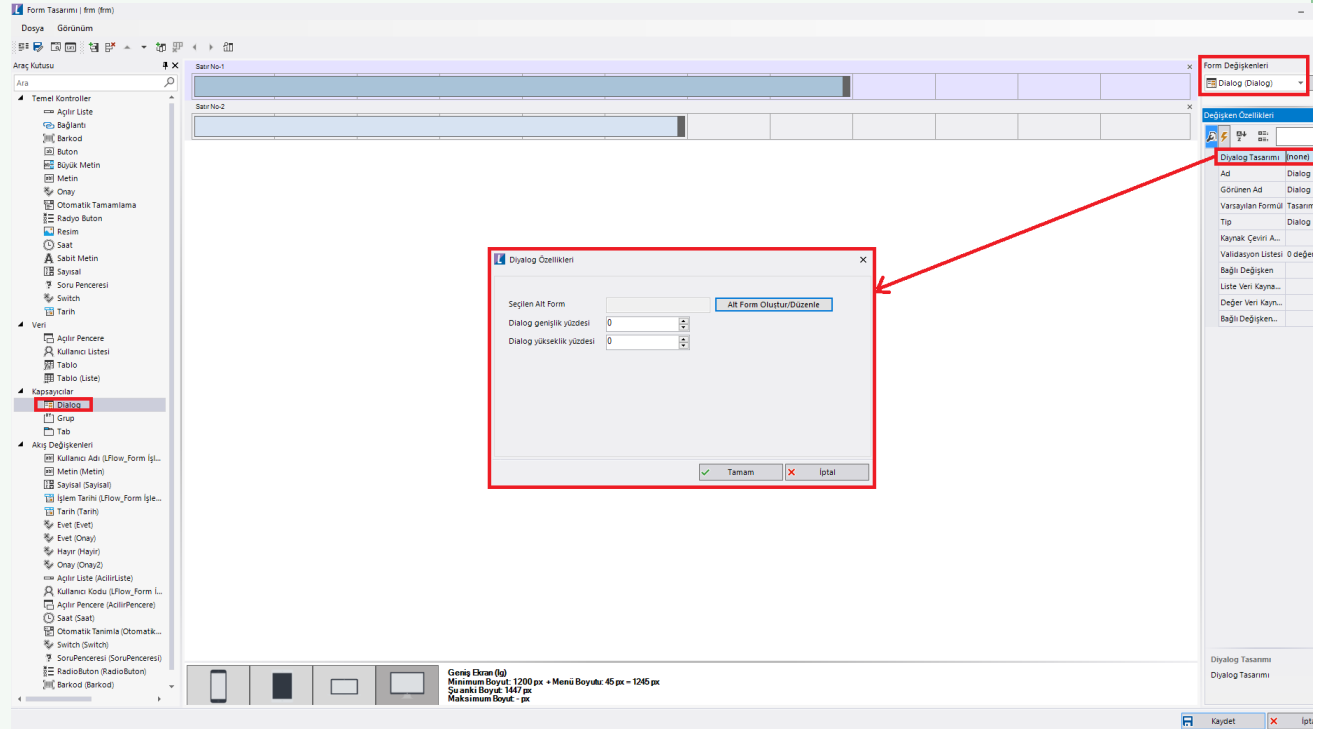 Form Tasarımı | frm (frm)
Dosya Görünüm
Araç Kutusu
Ara
Temel Kontroller
Açılır Liste
Bağlantı
Barkod
Buton
Büyük Metin
Metin
Onay
Otomatik Tamamlama
Radyo Buton
Resim
Saat
Sabit Metin
Sayısal
Soru Penceresi
Switch
Tarih
Veri
Açılır Pencere
Kullanıcı Listesi
Tablo
Tablo (Liste)
Kapsayıcılar
Dialog
Grup
Tab
Akış Değişkenleri
Kullanıcı Adı (LFlow_Form İşl...
Metin (Metin)
Sayisal (Sayisal)
İşlem Tarihi (LFlow_Form İşle...
Tarih (Tarih)
Evet (Evet)
Evet (Onay)
Hayır (Hayir)
Onay (Onay2)
Açılır Liste (AcilirListe)
Kullanıcı Kodu (LFlow_Form İ...
Açılır Pencere (AcilirPencere)
Saat (Saat)
Otomatik Tanimla (Otomatik...
Switch (Switch)
SoruPenceresi (SoruPenceresi)
RadioButon (RadioButon)
Barkod (Barkod)
Satır No-1
Satır No-2
Diyalog Özellikleri
Seçilen Alt Form Alt Form Oluştur/Düzenle
Dialog genişlik yüzdesi 0
Dialog yükseklik yüzdesi 0
Tamam İptal
Geniş Ekran (lg)
Minimum Boyut: 1200 px + Menü Boyutu: 45 px = 1245 px
Şu anki Boyut: 1447 px
Maksimum Boyut: - px
Form Değişkenleri
Dialog (Dialog)
Değişken Özellikleri
Diyalog Tasarımı (none)
Ad Dialog
Görünen Ad Dialog
Varsayılan Formül Tasarım
Tip Dialog
Kaynak Çeviri A...
Validasyon Listesi 0 değer
Bağlı Değişken
Liste Veri Kayna...
Değer Veri Kayn...
Bağlı Değişken...
Diyalog Tasarımı
Diyalog Tasarımı
Kaydet İpt